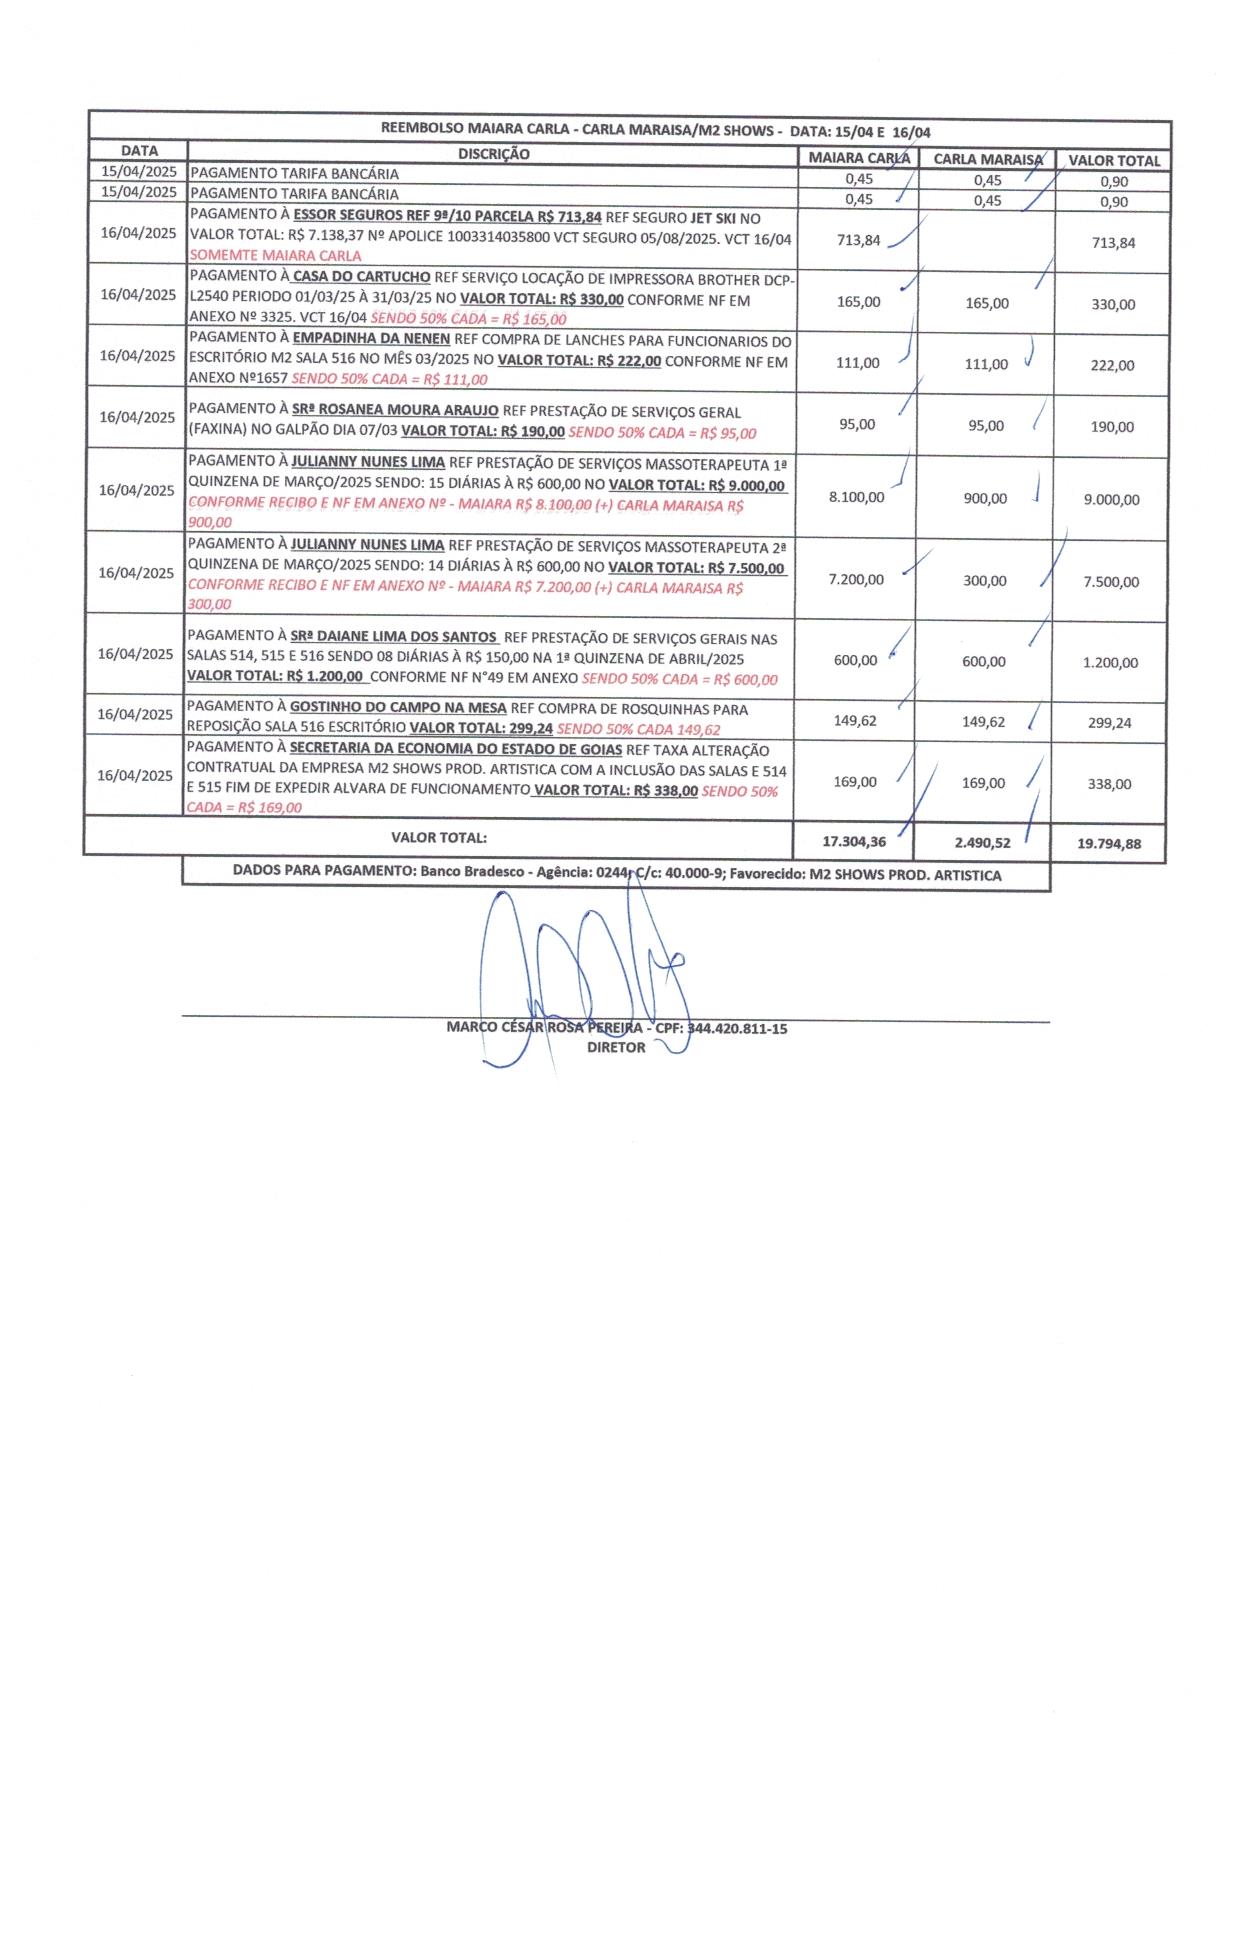 REEMBOLSO MAIARA CARLA - CARLA MARAISA/M2 SHOWS - DATA: 15/04 E 16/04
DATA DISCRIÇÃO MAIARA CARLA CARLA MARAISA VALOR TOTAL
15/04/2025 PAGAMENTO TARIFA BANCÁRIA 0,45 0,45 0,90
15/04/2025 PAGAMENTO TARIFA BANCÁRIA 0,45 0,45 0,90
PAGAMENTO À ESSOR SEGUROS REF 9ª/10 PARCELA R$ 713,84 REF SEGURO JET SKI NO
16/04/2025 VALOR TOTAL: R$ 7.138,37 Nº APOLICE 1003314035800 VCT SEGURO 05/08/2025. VCT 16/04 713,84 713,84
SOMEMTE MAIARA CARLA
PAGAMENTO À CASA DO CARTUCHO REF SERVIÇO LOCAÇÃO DE IMPRESSORA BROTHER DCP-
16/04/2025 L2540 PERIODO 01/03/25 À 31/03/25 NO VALOR TOTAL: R$ 330,00 CONFORME NF EM 165,00 165,00 330,00
ANEXO Nº 3325. VCT 16/04 SENDO 50% CADA = R$ 165,00
PAGAMENTO À EMPADINHA DA NENEN REF COMPRA DE LANCHES PARA FUNCIONARIOS DO
16/04/2025 ESCRITÓRIO M2 SALA 516 NO MÊS 03/2025 NO VALOR TOTAL: R$ 222,00 CONFORME NF EM 111,00 111,00 222,00
ANEXO Nº1657 SENDO 50% CADA = R$ 111,00
PAGAMENTO À SRª ROSANEA MOURA ARAUJO REF PRESTAÇÃO DE SERVIÇOS GERAL
16/04/2025 (FAXINA) NO GALPÃO DIA 07/03 VALOR TOTAL: R$ 190,00 SENDO 50% CADA = R$ 95,00 95,00 95,00 190,00
PAGAMENTO À JULIANNY NUNES LIMA REF PRESTAÇÃO DE SERVIÇOS MASSOTERAPEUTA 1ª
16/04/2025 QUINZENA DE MARÇO/2025 SENDO: 15 DIÁRIAS À R$ 600,00 NO VALOR TOTAL: R$ 9.000,00 8.100,00 900,00 9.000,00
CONFORME RECIBO E NF EM ANEXO Nº - MAIARA R$ 8.100,00 (+) CARLA MARAISA R$
900,00
PAGAMENTO À JULIANNY NUNES LIMA REF PRESTAÇÃO DE SERVIÇOS MASSOTERAPEUTA 2ª
16/04/2025 QUINZENA DE MARÇO/2025 SENDO: 14 DIÁRIAS À R$ 600,00 NO VALOR TOTAL: R$ 7.500,00 7.200,00 300,00 7.500,00
CONFORME RECIBO E NF EM ANEXO Nº - MAIARA R$ 7.200,00 (+) CARLA MARAISA R$
300,00
PAGAMENTO À SRª DAIANE LIMA DOS SANTOS REF PRESTAÇÃO DE SERVIÇOS GERAIS NAS
16/04/2025 SALAS 514, 515 E 516 SENDO 08 DIÁRIAS À R$ 150,00 NA 1ª QUINZENA DE ABRIL/2025 600,00 600,00 1.200,00
VALOR TOTAL: R$ 1.200,00 CONFORME NF N°49 EM ANEXO SENDO 50% CADA = R$ 600,00
PAGAMENTO À GOSTINHO DO CAMPO NA MESA REF COMPRA DE ROSQUINHAS PARA
16/04/2025 REPOSIÇÃO SALA 516 ESCRITÓRIO VALOR TOTAL: 299,24 SENDO 50% CADA 149,62 149,62 149,62 299,24
PAGAMENTO À SECRETARIA DA ECONOMIA DO ESTADO DE GOIAS REF TAXA ALTERAÇÃO
16/04/2025 CONTRATUAL DA EMPRESA M2 SHOWS PROD. ARTISTICA COM A INCLUSÃO DAS SALAS E 514 169,00 169,00 338,00
E 515 FIM DE EXPEDIR ALVARA DE FUNCIONAMENTO VALOR TOTAL: R$ 338,00 SENDO 50%
CADA = R$ 169,00
VALOR TOTAL: 17.304,36 2.490,52 19.794,88
DADOS PARA PAGAMENTO: Banco Bradesco - Agência: 0244; C/c: 40.000-9; Favorecido: M2 SHOWS PROD. ARTISTICA
MARCO CÉSAR ROSA PEREIRA - CPF: 344.420.811-15
DIRETOR